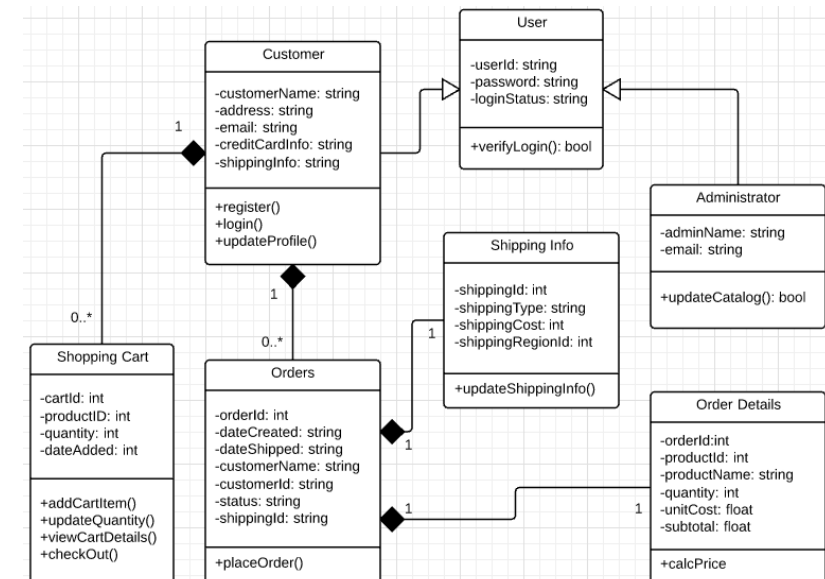 User
-userId: string
-password: string
-loginStatus: string
+verifyLogin(): bool
Customer
-customerName: string
-address: string
-email: string
-creditCardInfo: string
-shippingInfo: string
+register()
+login()
+updateProfile()
1
1
0..*
0..*
Administrator
-adminName: string
-email: string
+updateCatalog(): bool
Shipping Info
-shippingId: int
-shippingType: string
-shippingCost: int
-shippingRegionId: int
+updateShippingInfo()
1
1
Shopping Cart
-cartId: int
-productID: int
-quantity: int
-dateAdded: int
+addCartItem()
+updateQuantity()
+viewCartDetails()
+checkOut()
Orders
-orderId: int
-dateCreated: string
-dateShipped: string
-customerName: string
-customerId: string
-status: string
-shippingId: string
+placeOrder()
1
1
Order Details
-orderId:int
-productId: int
-productName: string
-quantity: int
-unitCost: float
-subtotal: float
+calcPrice